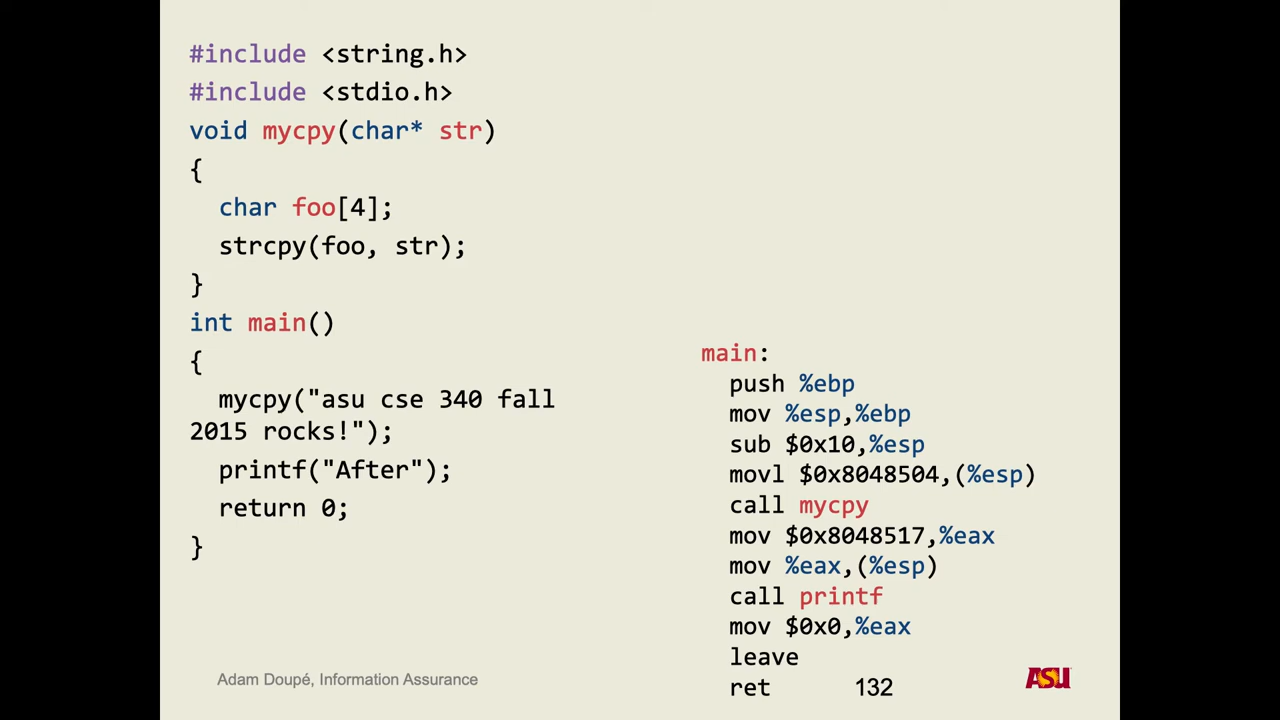 #include <string.h>
#include <stdio.h>
void mycpy(char* str)
{
  char foo[4];
  strcpy(foo, str);
}
int main()
{
  mycpy("asu cse 340 fall
2015 rocks!");
  printf("After");
  return 0;
}
main:
  push %ebp
  mov %esp,%ebp
  sub $0x10,%esp
  movl $0x8048504,(%esp)
  call mycpy
  mov $0x8048517,%eax
  mov %eax,(%esp)
  call printf
  mov $0x0,%eax
  leave
  ret
Adam Doupé, Information Assurance
132
ASU